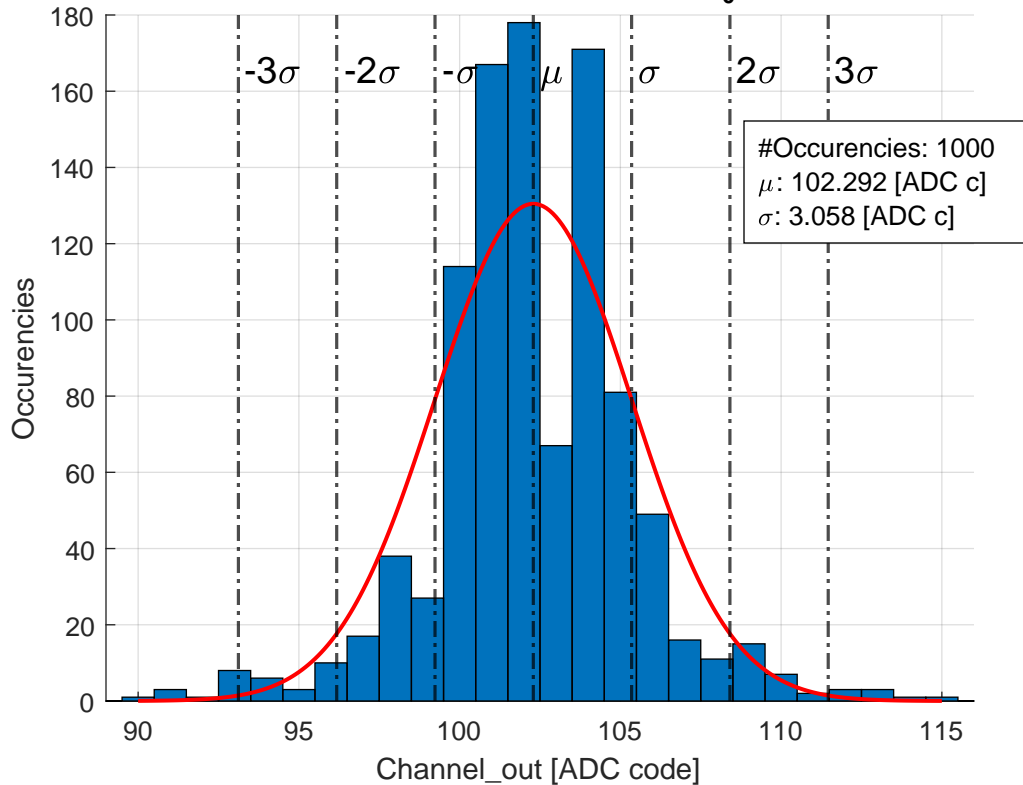 180
160
140
120
100
80
60
40
20
0
Occurencies
-3σ -2σ -σ μ σ 2σ 3σ
#Occurencies: 1000
μ: 102.292 [ADC c]
σ: 3.058 [ADC c]
90 95 100 105 110 115
Channel_out [ADC code]